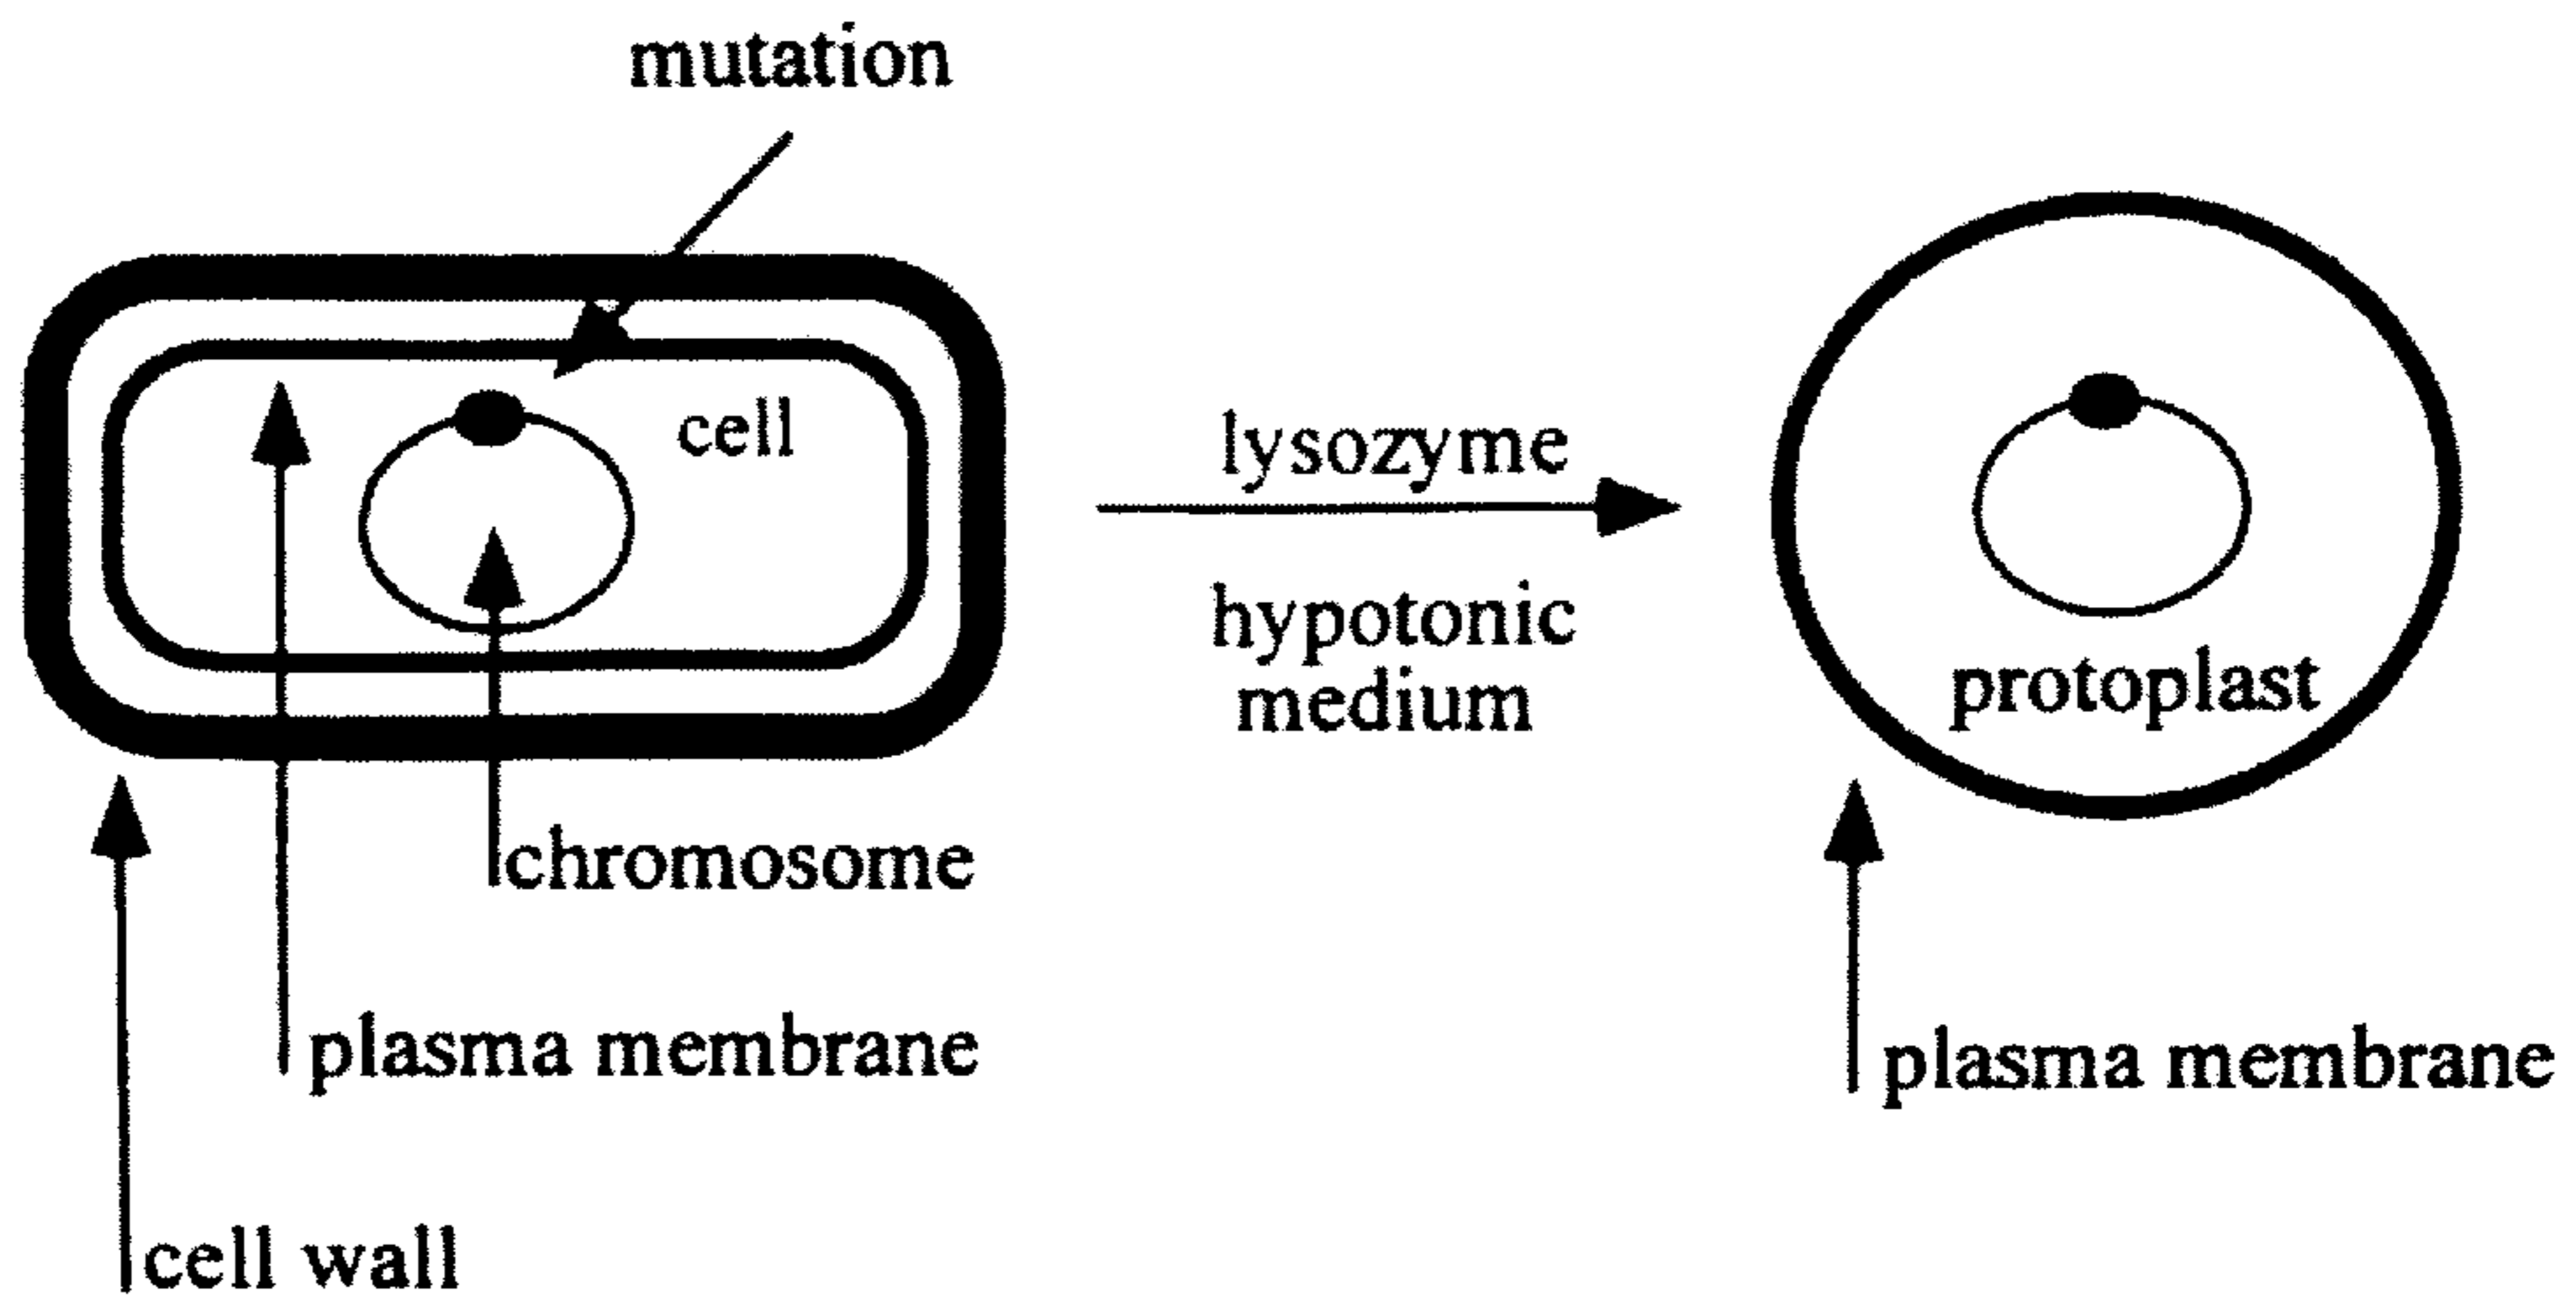 mutation
cell
lysozyme
hypotonic
medium
protoplast
chromosome
plasma membrane
plasma membrane
cell wall